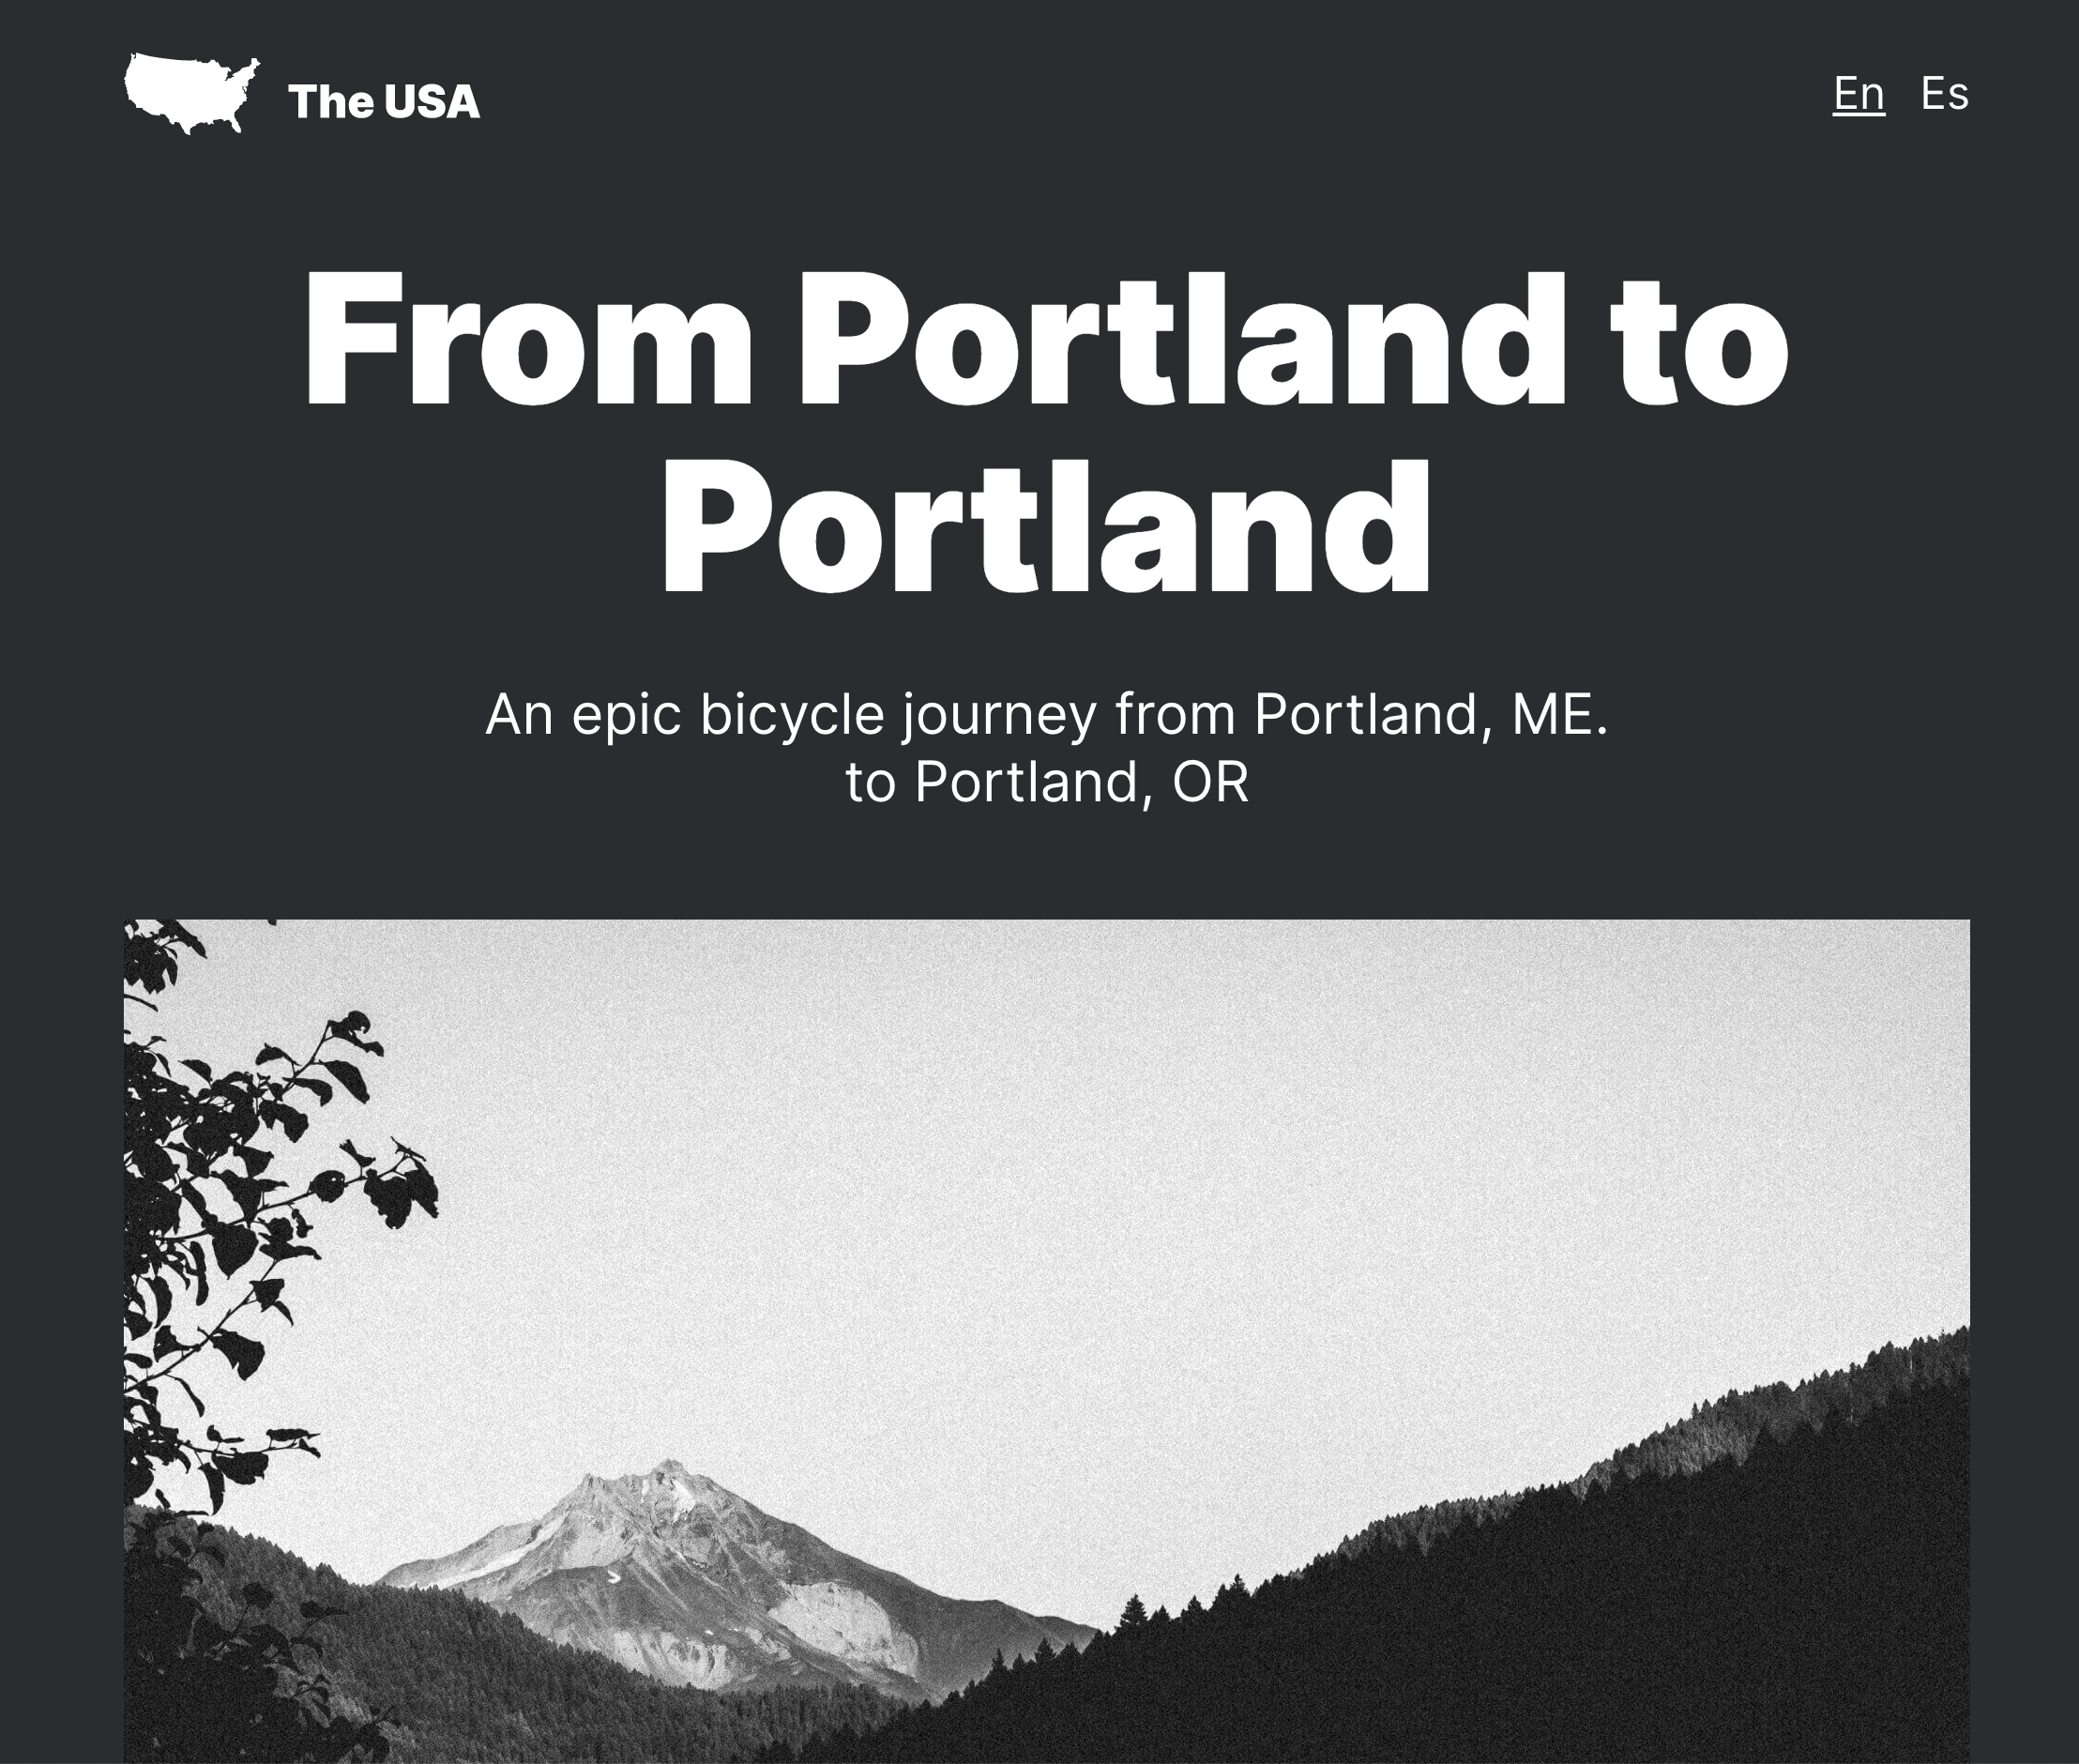 The USA
En Es
From Portland to
Portland
An epic bicycle journey from Portland, ME.
to Portland, OR